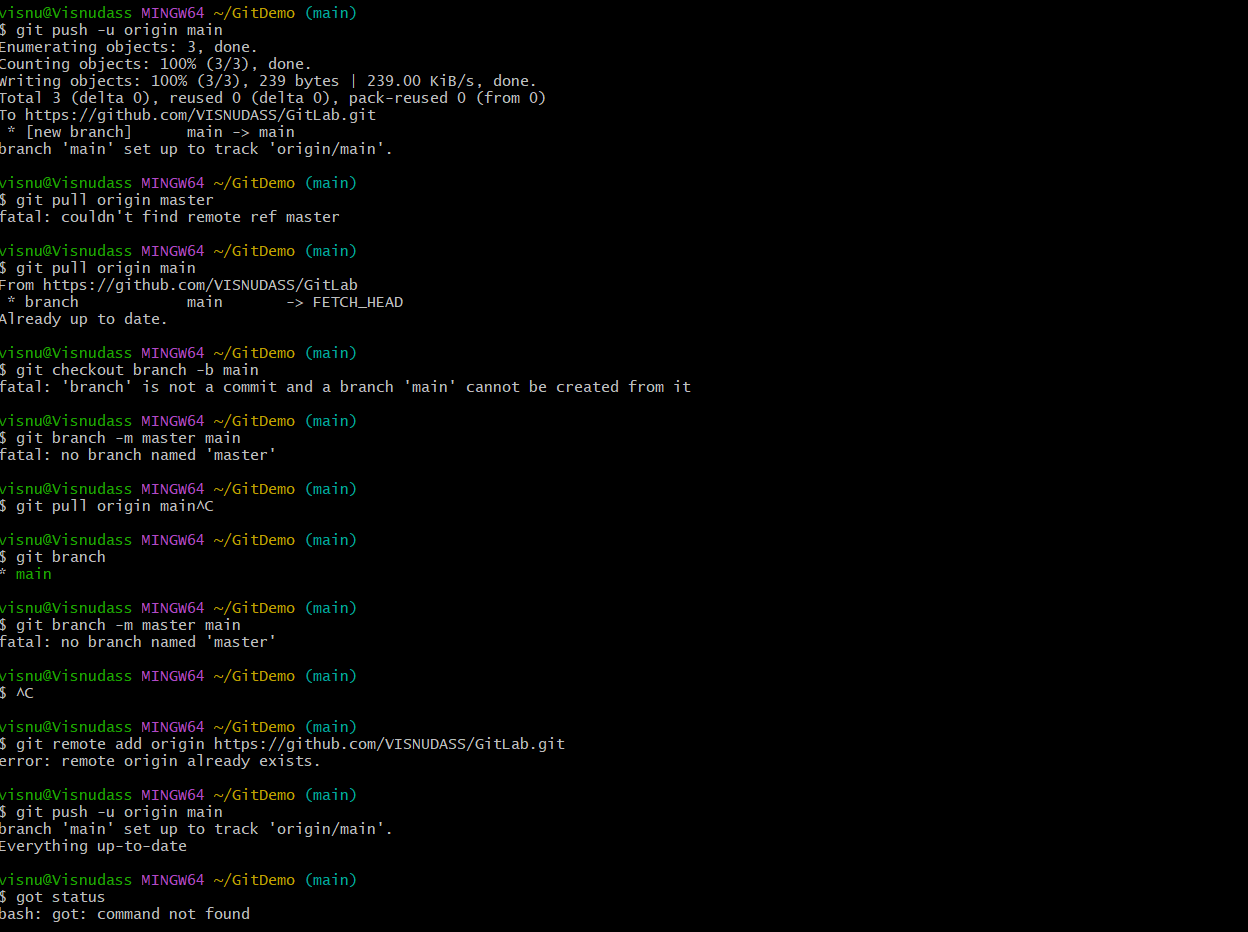 visnu@Visnudass MINGW64 ~/GitDemo (main)
$ git push -u origin main
Enumerating objects: 3, done.
Counting objects: 100% (3/3), done.
Writing objects: 100% (3/3), 239 bytes | 239.00 KiB/s, done.
Total 3 (delta 0), reused 0 (delta 0), pack-reused 0 (from 0)
To https://github.com/VISNUDASS/GitLab.git
 * [new branch]      main -> main
branch 'main' set up to track 'origin/main'.
visnu@Visnudass MINGW64 ~/GitDemo (main)
$ git pull origin master
fatal: couldn't find remote ref master
visnu@Visnudass MINGW64 ~/GitDemo (main)
$ git pull origin main
From https://github.com/VISNUDASS/GitLab
 * branch            main       -> FETCH_HEAD
Already up to date.
visnu@Visnudass MINGW64 ~/GitDemo (main)
$ git checkout branch -b main
fatal: 'branch' is not a commit and a branch 'main' cannot be created from it
visnu@Visnudass MINGW64 ~/GitDemo (main)
$ git branch -m master main
fatal: no branch named 'master'
visnu@Visnudass MINGW64 ~/GitDemo (main)
$ git pull origin main^C
visnu@Visnudass MINGW64 ~/GitDemo (main)
$ git branch
* main
visnu@Visnudass MINGW64 ~/GitDemo (main)
$ git branch -m master main
fatal: no branch named 'master'
visnu@Visnudass MINGW64 ~/GitDemo (main)
$ ^C
visnu@Visnudass MINGW64 ~/GitDemo (main)
$ git remote add origin https://github.com/VISNUDASS/GitLab.git
error: remote origin already exists.
visnu@Visnudass MINGW64 ~/GitDemo (main)
$ git push -u origin main
branch 'main' set up to track 'origin/main'.
Everything up-to-date
visnu@Visnudass MINGW64 ~/GitDemo (main)
$ got status
bash: got: command not found